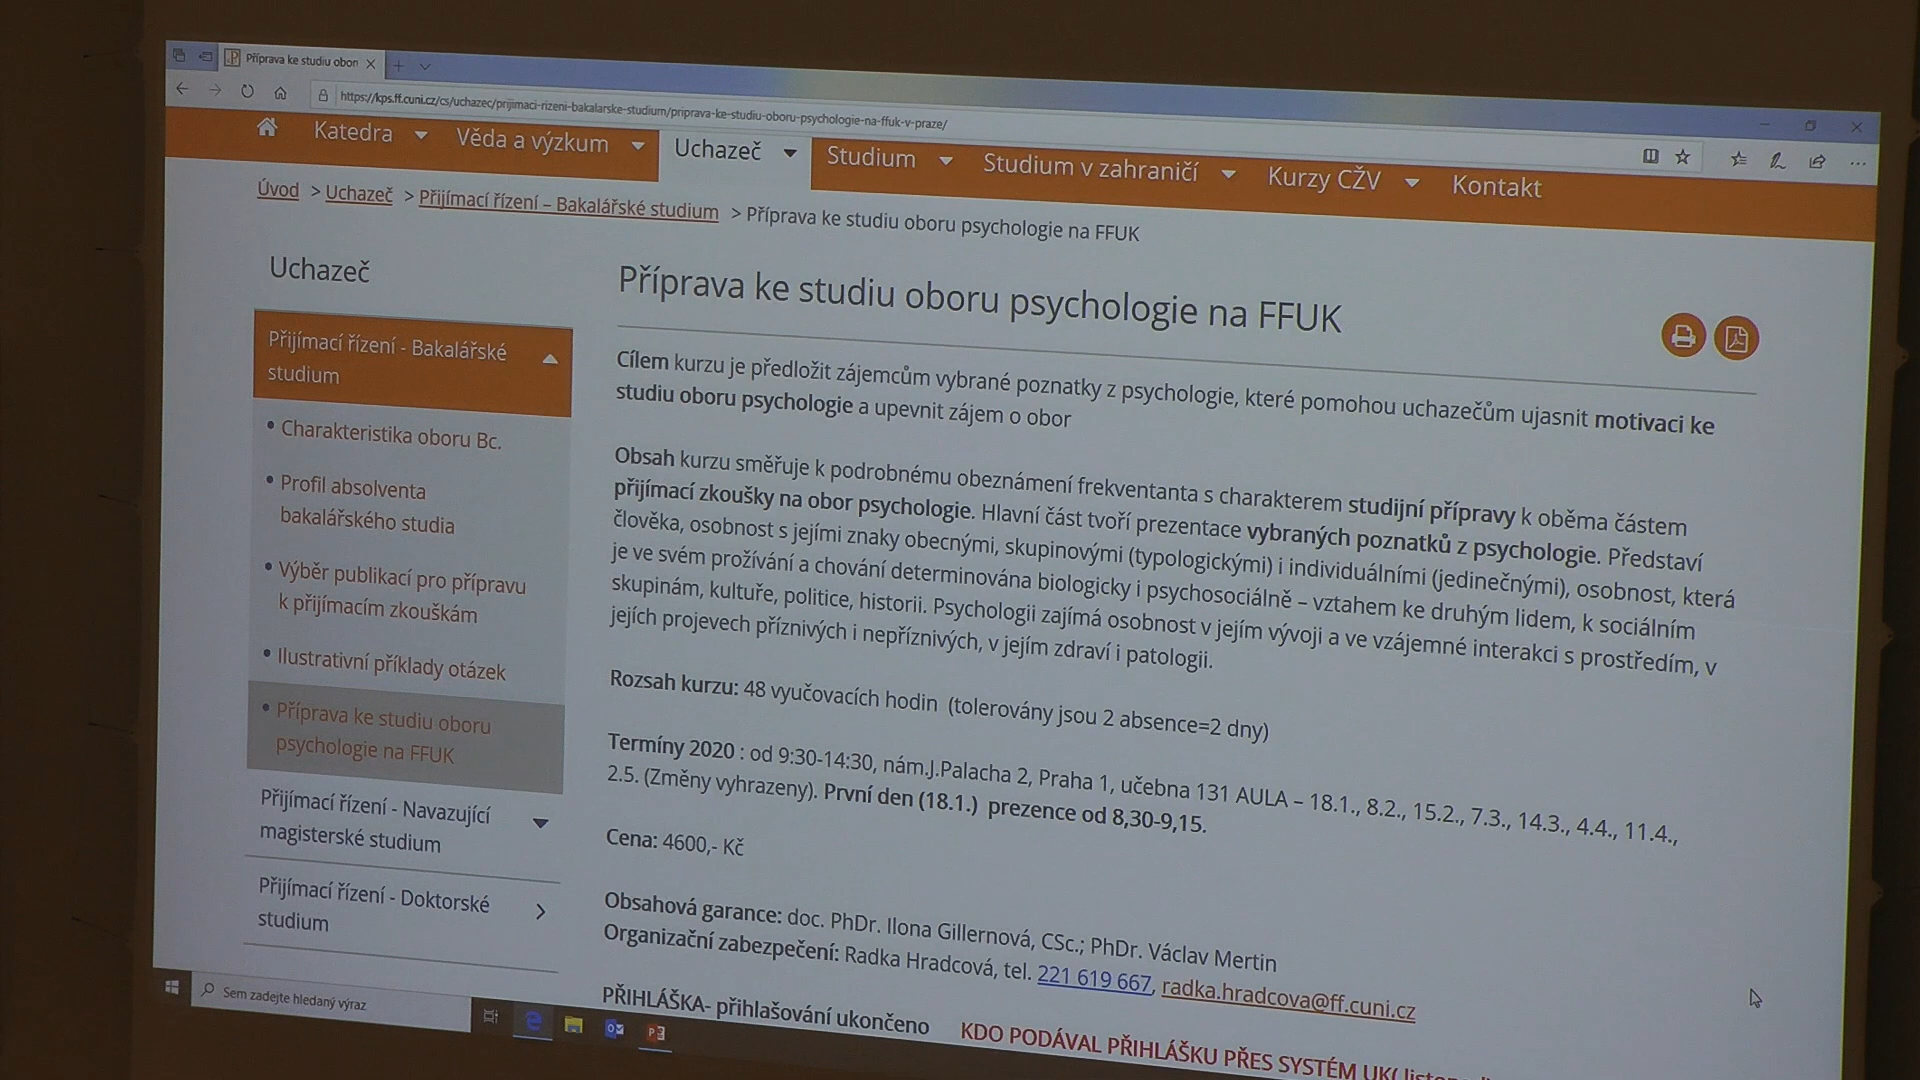 Příprava ke studiu obor
https://kps.ff.cuni.cz/cs/uchazec/prijimaci-rizeni-bakalarske-studium/priprava-ke-studiu-oboru-psychologie-na-ffuk-v-praze/
Katedra Věda a výzkum Uchazeč Studium Studium v zahraničí Kurzy CŽV Kontakt
Úvod > Uchazeč > Přijímací řízení – Bakalářské studium > Příprava ke studiu oboru psychologie na FFUK
Uchazeč
Přijímací řízení - Bakalářské
studium
• Charakteristika oboru Bc.
• Profil absolventa
bakalářského studia
• Výběr publikací pro přípravu
k přijímacím zkouškám
• Ilustrativní příklady otázek
• Příprava ke studiu oboru
psychologie na FFUK
Přijímací řízení - Navazující
magisterské studium
Přijímací řízení - Doktorské
studium
Příprava ke studiu oboru psychologie na FFUK
Cílem kurzu je předložit zájemcům vybrané poznatky z psychologie, které pomohou uchazečům ujasnit motivaci ke
studiu oboru psychologie a upevnit zájem o obor
Obsah kurzu směřuje k podrobnému obeznámení frekventanta s charakterem studijní přípravy k oběma částem
přijímací zkoušky na obor psychologie. Hlavní část tvoří prezentace vybraných poznatků z psychologie. Představí
člověka, osobnost s jejími znaky obecnými, skupinovými (typologickými) i individuálními (jedinečnými), osobnost, která
je ve svém prožívání a chování determinována biologicky i psychosociálně – vztahem ke druhým lidem, k sociálním
skupinám, kultuře, politice, historii. Psychologii zajímá osobnost v jejím vývoji a ve vzájemné interakci s prostředím, v
jejích projevech příznivých i nepříznivých, v jejím zdraví i patologii.
Rozsah kurzu: 48 vyučovacích hodin (tolerovány jsou 2 absence=2 dny)
Termíny 2020 : od 9:30-14:30, nám.J.Palacha 2, Praha 1, učebna 131 AULA – 18.1., 8.2., 15.2., 7.3., 14.3., 4.4., 11.4.,
2.5. (Změny vyhrazeny). První den (18.1.) prezence od 8,30-9,15.
Cena: 4600,- Kč
Obsahová garance: doc. PhDr. Ilona Gillernová, CSc.; PhDr. Václav Mertin
Organizační zabezpečení: Radka Hradcová, tel. 221 619 667, radka.hradcova@ff.cuni.cz
PŘIHLÁŠKA- přihlašování ukončeno KDO PODÁVAL PŘIHLÁŠKU PŘES SYSTÉM UK(
Sem zadejte hledaný výraz